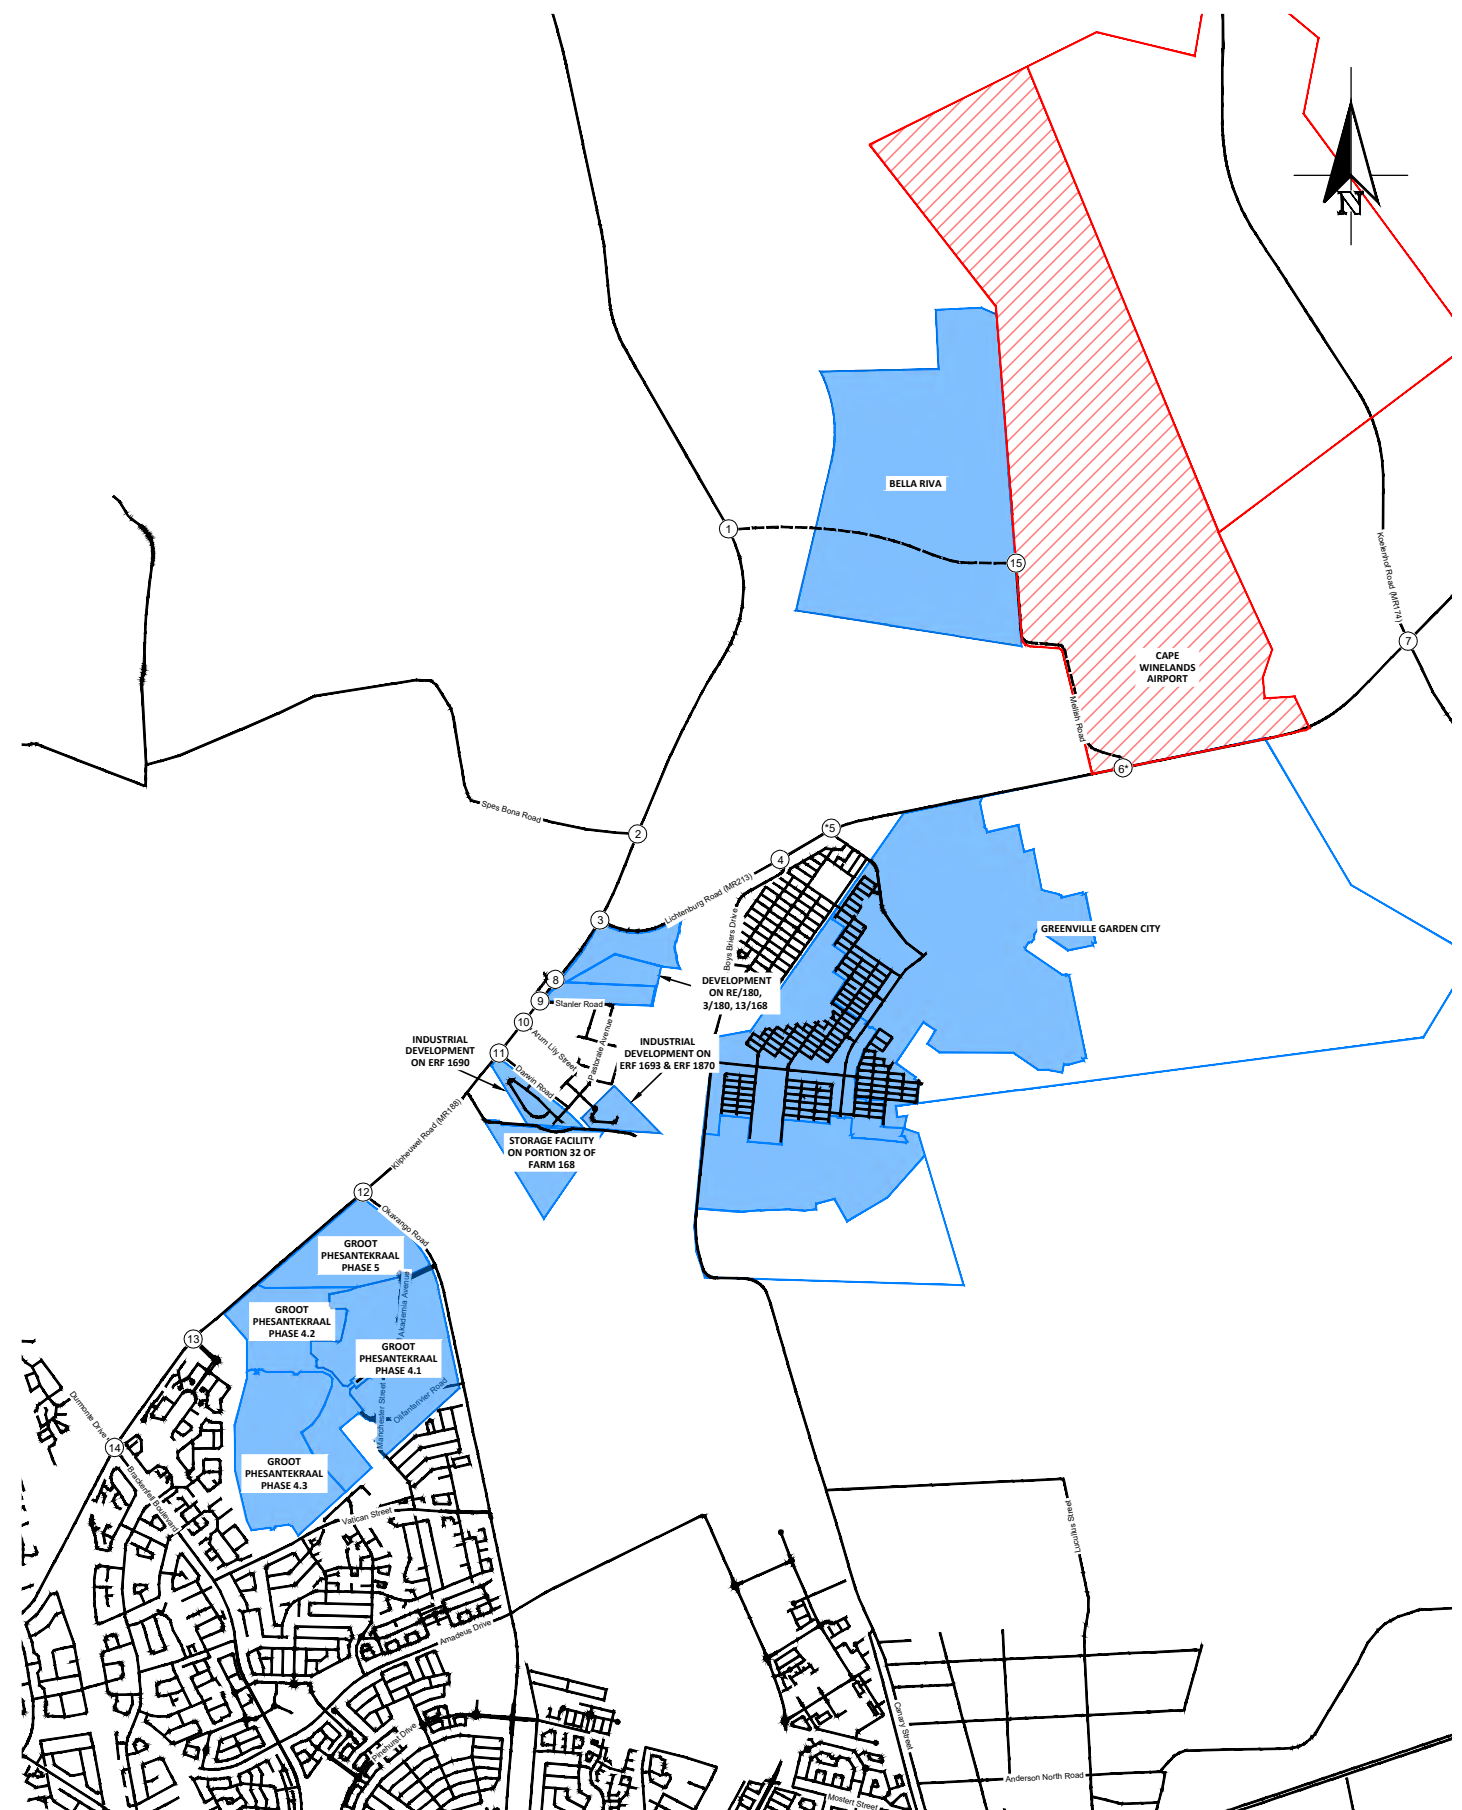 N
BELLA RIVA
1
15
Koelenhof Road (MR174)
7
CAPE
WINELANDS
AIRPORT
Mellish Road
6*
Spes Bona Road
2
*5
4
Lichtenburg Road (MR213)
Boys Briers Drive
3
GREENVILLE GARDEN CITY
8
DEVELOPMENT
ON RE/180,
3/180, 13/168
9
Stanler Road
10
Arum Lily Street
Pastorale Avenue
INDUSTRIAL
DEVELOPMENT
ON ERF 1690
INDUSTRIAL
DEVELOPMENT ON
ERF 1693 & ERF 1870
11
Darwin Road
Klipheuwel Road (MR188)
STORAGE FACILITY
ON PORTION 32 OF
FARM 168
12
Okavango Road
GROOT
PHESANTEKRAAL
PHASE 5
Akademia Avenue
GROOT
PHESANTEKRAAL
PHASE 4.2
13
GROOT
PHESANTEKRAAL
PHASE 4.1
Manchester Street
Olifantsrivier Road
Durmonte Drive
14
Brackenfell Boulevard
GROOT
PHESANTEKRAAL
PHASE 4.3
Vatican Street
Lucullus Street
Amadeus Drive
Pinehurst Drive
Canary Street
Anderson North Road
Mostert Street